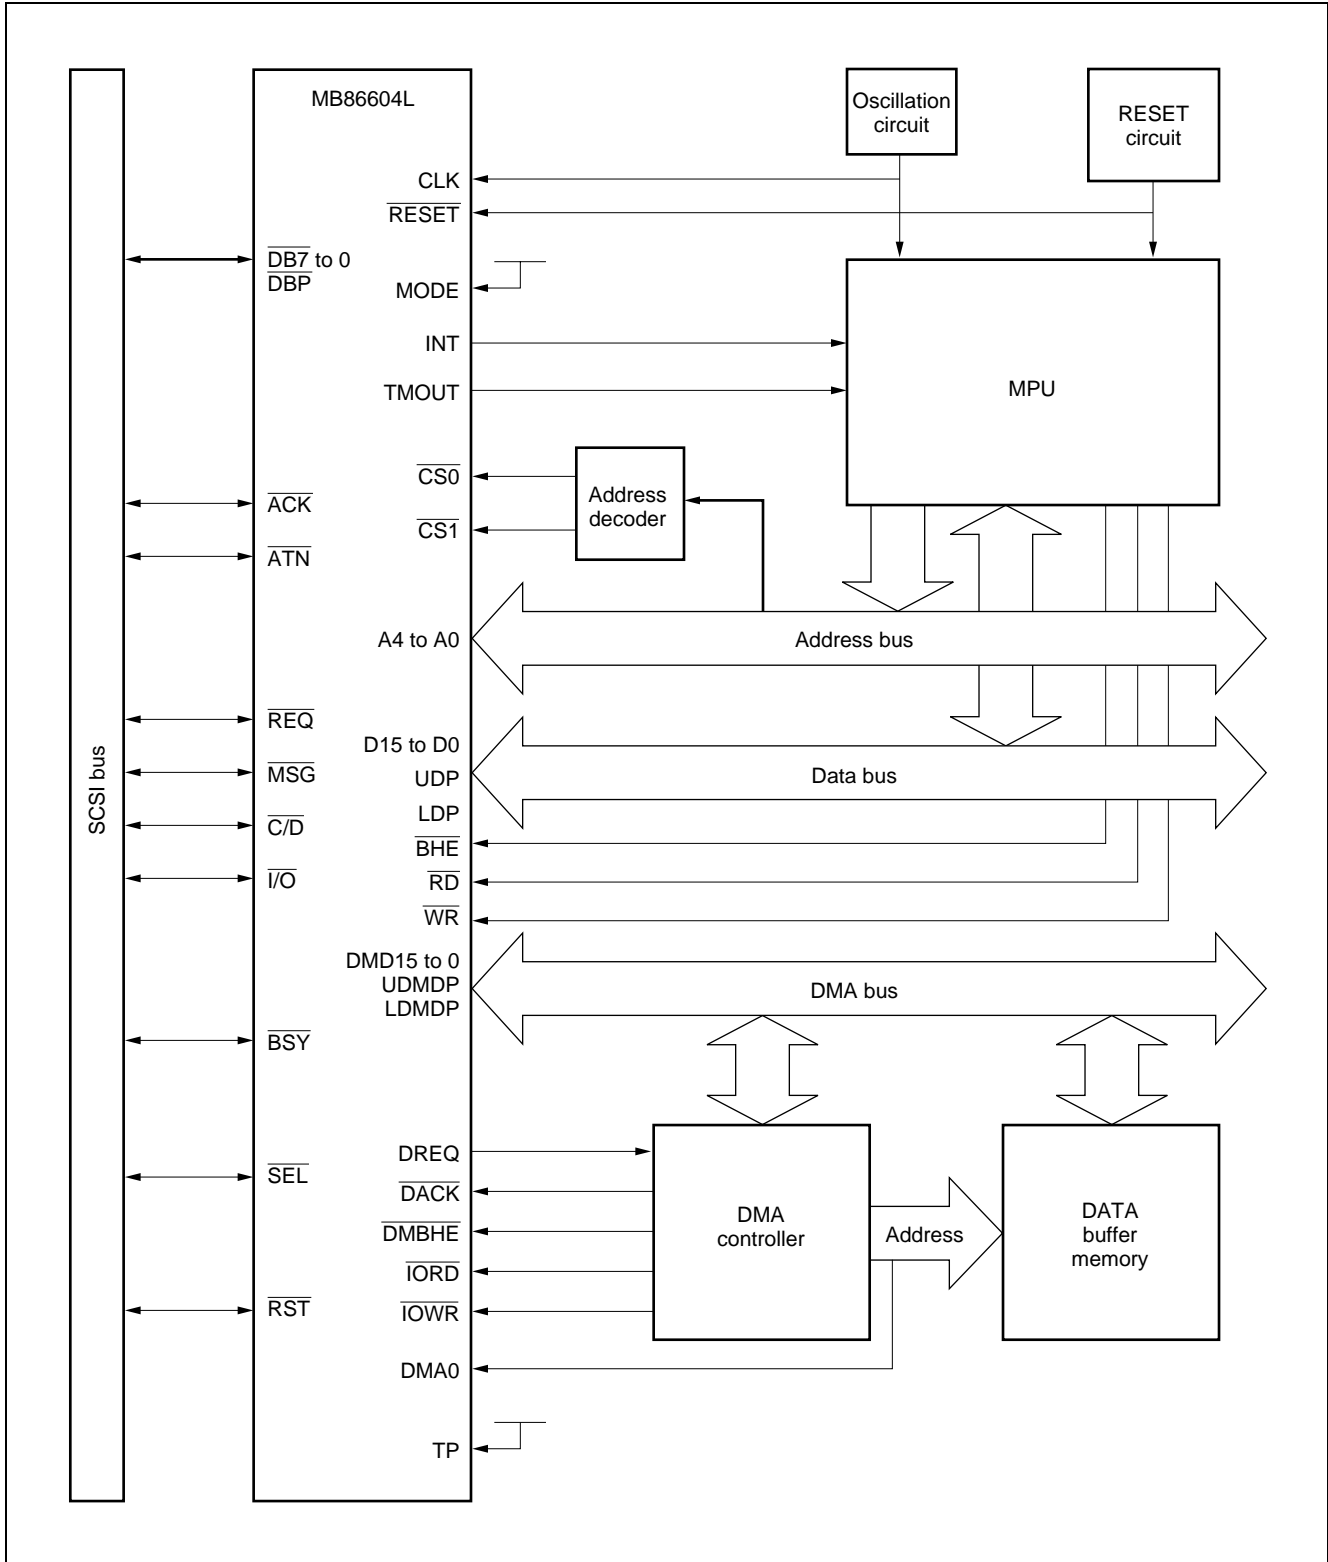 SCSI bus
MB86604L
Oscillation
circuit
RESET
circuit
CLK
RESET
DB7 to 0
DBP
MODE
INT
TMOUT
MPU
CS0
CS1
Address
decoder
ACK
ATN
A4 to A0
Address bus
REQ
MSG
C/D
I/O
D15 to D0
UDP
LDP
Data bus
BHE
RD
WR
DMD15 to 0
UDMDP
LDMDP
DMA bus
BSY
SEL
RST
DREQ
DACK
DMBHE
IORD
IOWR
DMA0
TP
DMA
controller
Address
DATA
buffer
memory